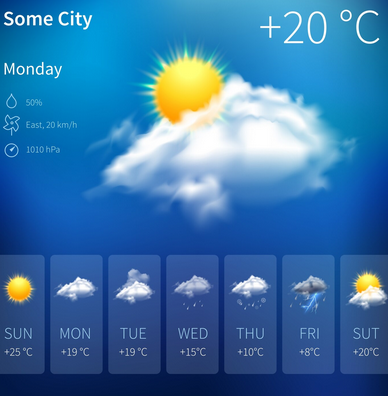 Some City
+20 °C
Monday
50%
East, 20 km/h
1010 hPa
SUN MON TUE WED THU FRI SUT
+25 °C +19 °C +19 °C +15°C +10°C +8°C +20°C